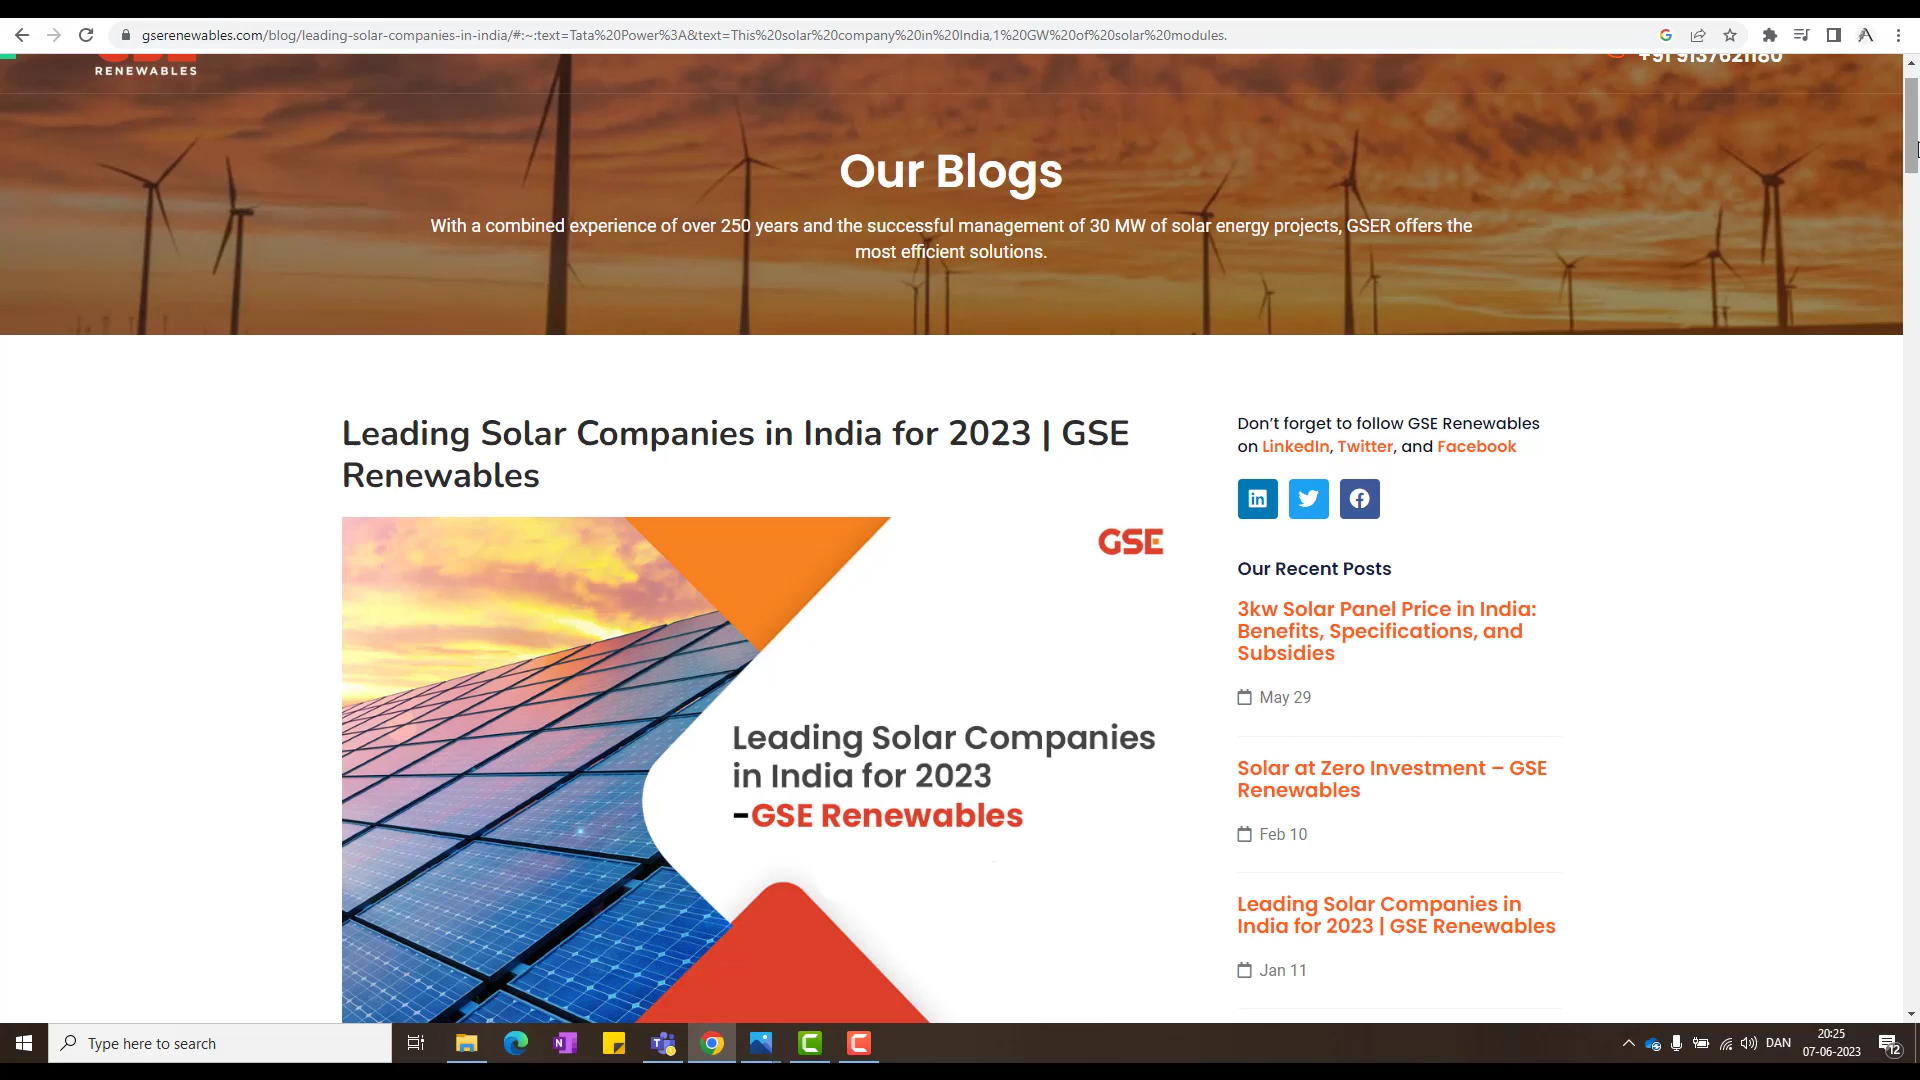 gserenewables.com/blog/leading-solar-companies-in-india/#:~:text=Tata%20Power%3A&text=This%20solar%20company%20in%20India,1%20GW%20of%20solar%20modules.
RENEWABLES
+91 9137621180
Our Blogs
With a combined experience of over 250 years and the successful management of 30 MW of solar energy projects, GSER offers the
most efficient solutions.
Leading Solar Companies in India for 2023 | GSE
Renewables
GSE
Leading Solar Companies
in India for 2023
-GSE Renewables
Don't forget to follow GSE Renewables
on LinkedIn, Twitter, and Facebook
Our Recent Posts
3kw Solar Panel Price in India:
Benefits, Specifications, and
Subsidies
May 29
Solar at Zero Investment – GSE
Renewables
Feb 10
Leading Solar Companies in
India for 2023 | GSE Renewables
Jan 11
Type here to search
DAN
20:25
07-06-2023
12